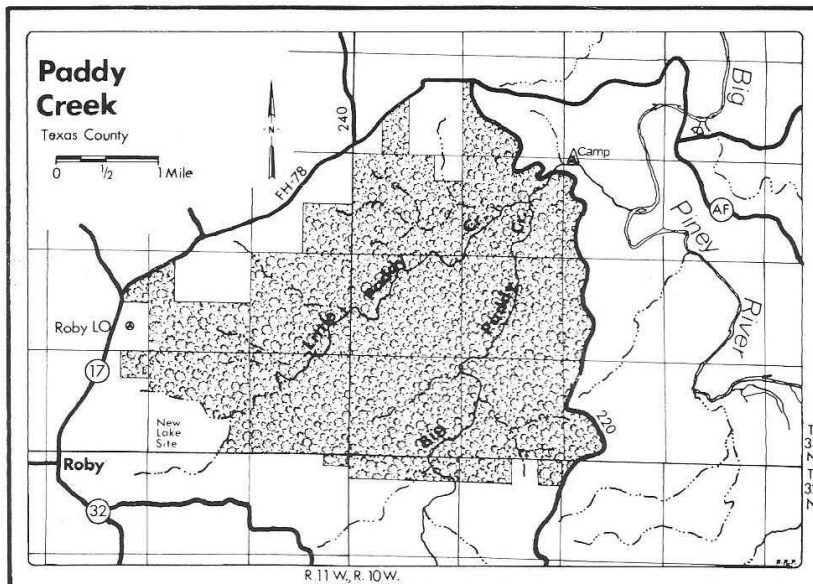 Paddy
Creek
Texas County
0 ½ 1 Mile
N
240
FH-78
Camp
Big
Piney
River
AF
Little Paddy Cr.
Big Paddy Cr.
Roby LO
17
New
Lake
Site
Roby
32
220
T
N
T
N
R.11 W., R.10 W.